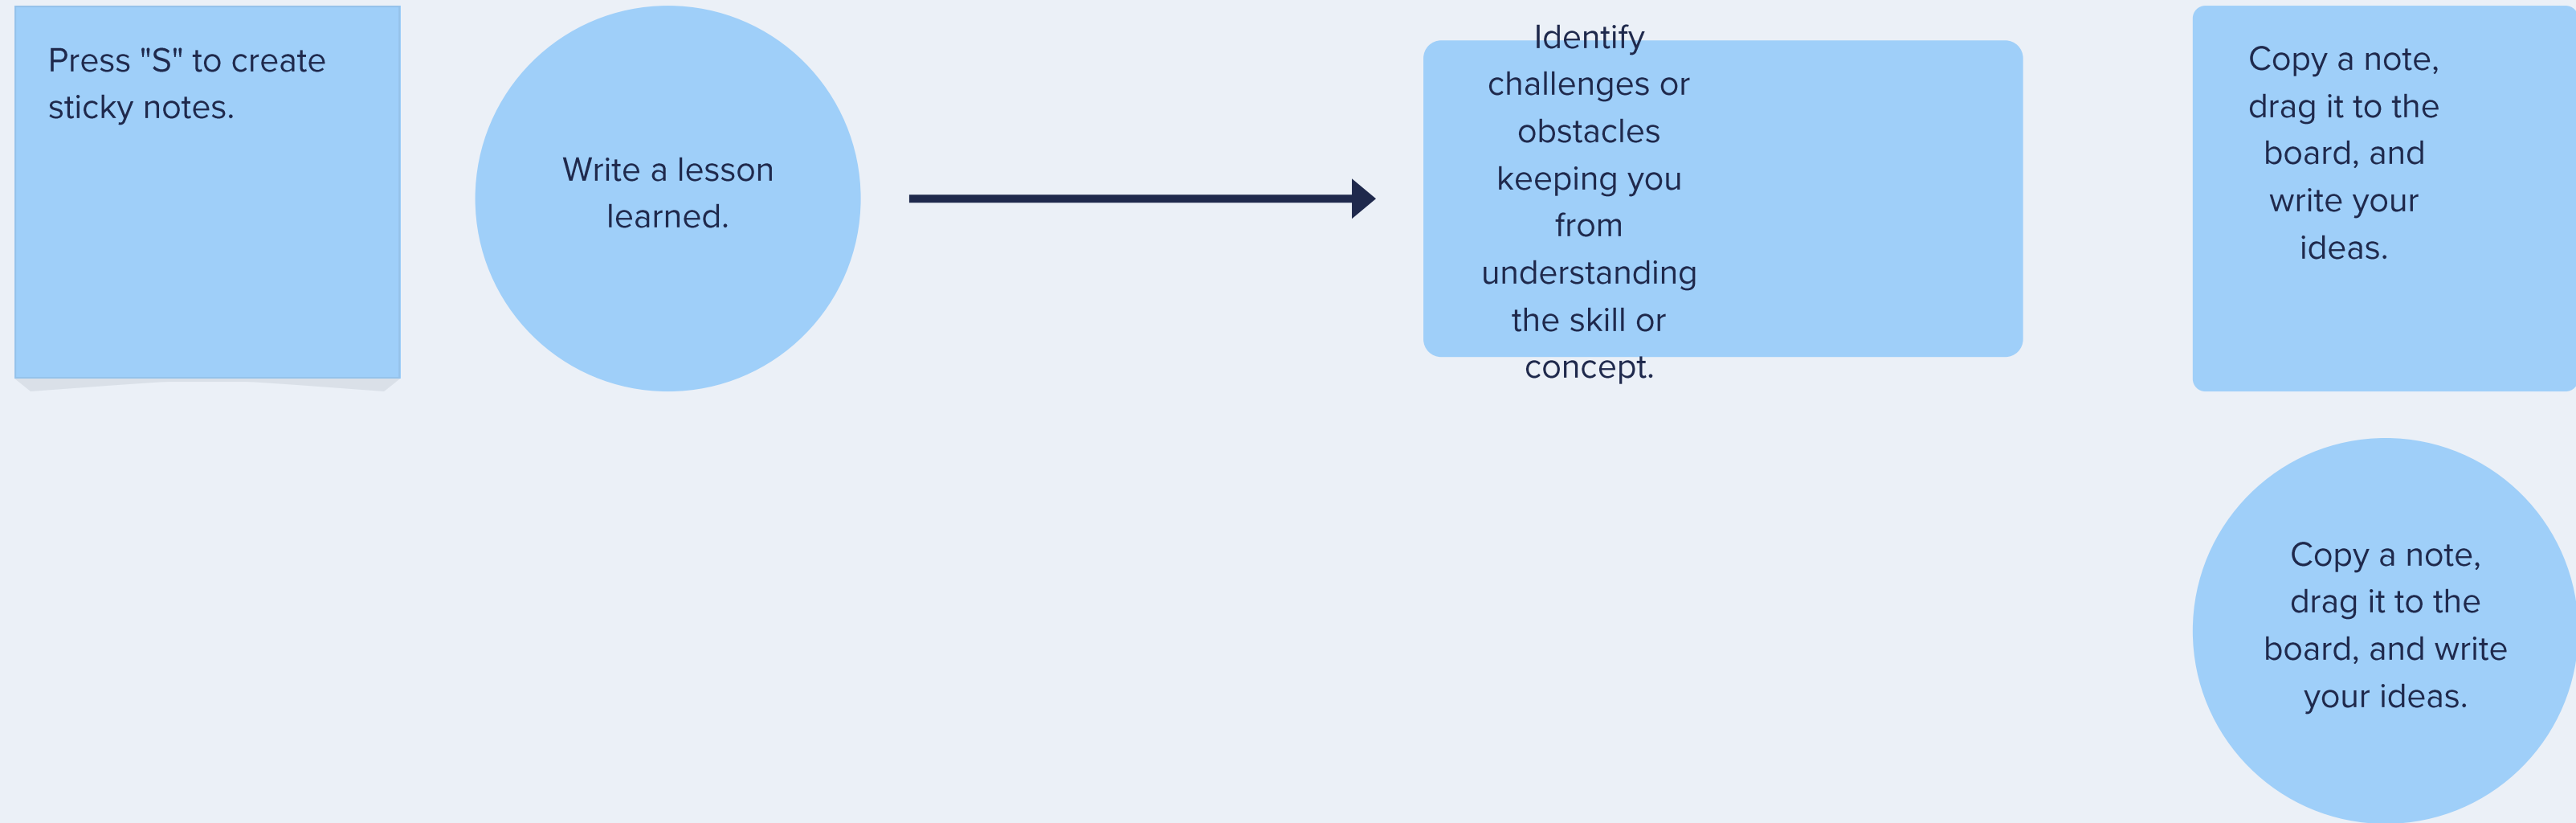 Press "S" to create
sticky notes.
Write a lesson
learned.
Identify
challenges or
obstacles
keeping you
from
understanding
the skill or
concept.
Copy a note,
drag it to the
board, and
write your
ideas.
Copy a note,
drag it to the
board, and write
your ideas.